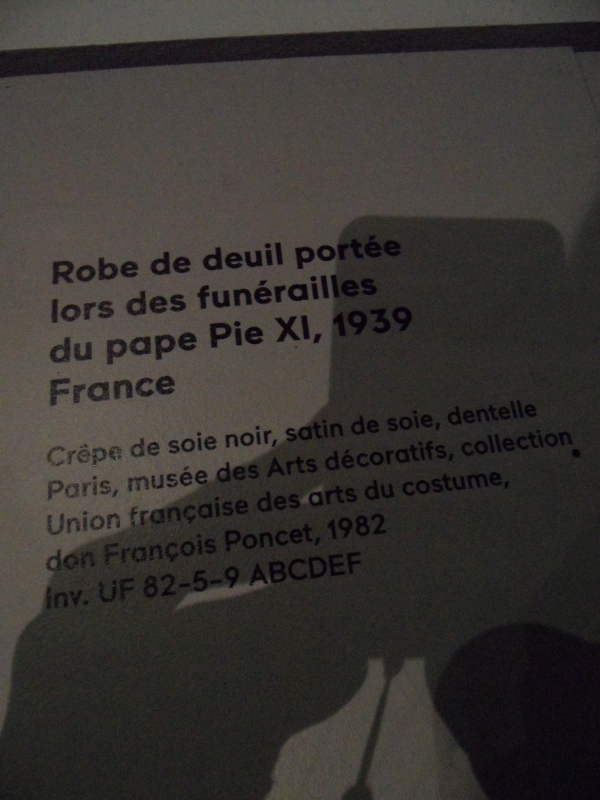 Robe de deuil portée
lors des funérailles
du pape Pie XI, 1939
France
Crêpe de soie noir, satin de soie, dentelle
Paris, musée des Arts décoratifs, collection
Union française des arts du costume,
don François Poncet, 1982
Inv. UF 82-5-9 ABCDEF